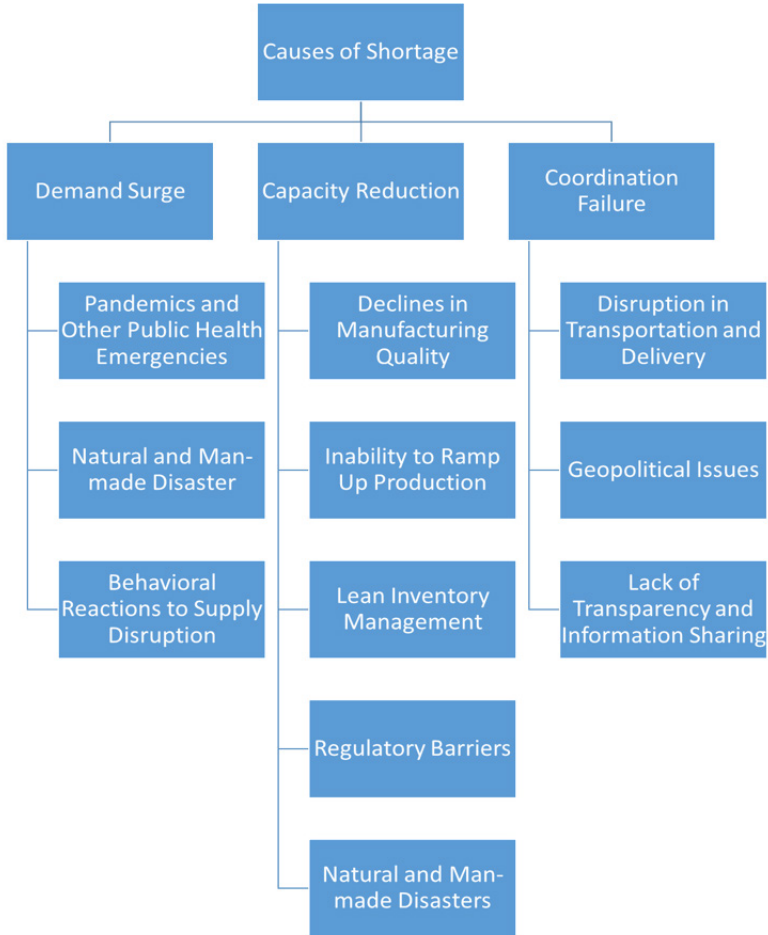 Causes of Shortage
Demand Surge
Capacity Reduction
Coordination
Failure
Pandemics and
Other Public Health
Emergencies
Natural and Man-
made Disaster
Behavioral
Reactions to Supply
Disruption
Declines in
Manufacturing
Quality
Inability to Ramp
Up Production
Lean Inventory
Management
Regulatory Barriers
Natural and Man-
made Disasters
Disruption in
Transportation and
Delivery
Geopolitical Issues
Lack of
Transparency and
Information Sharing